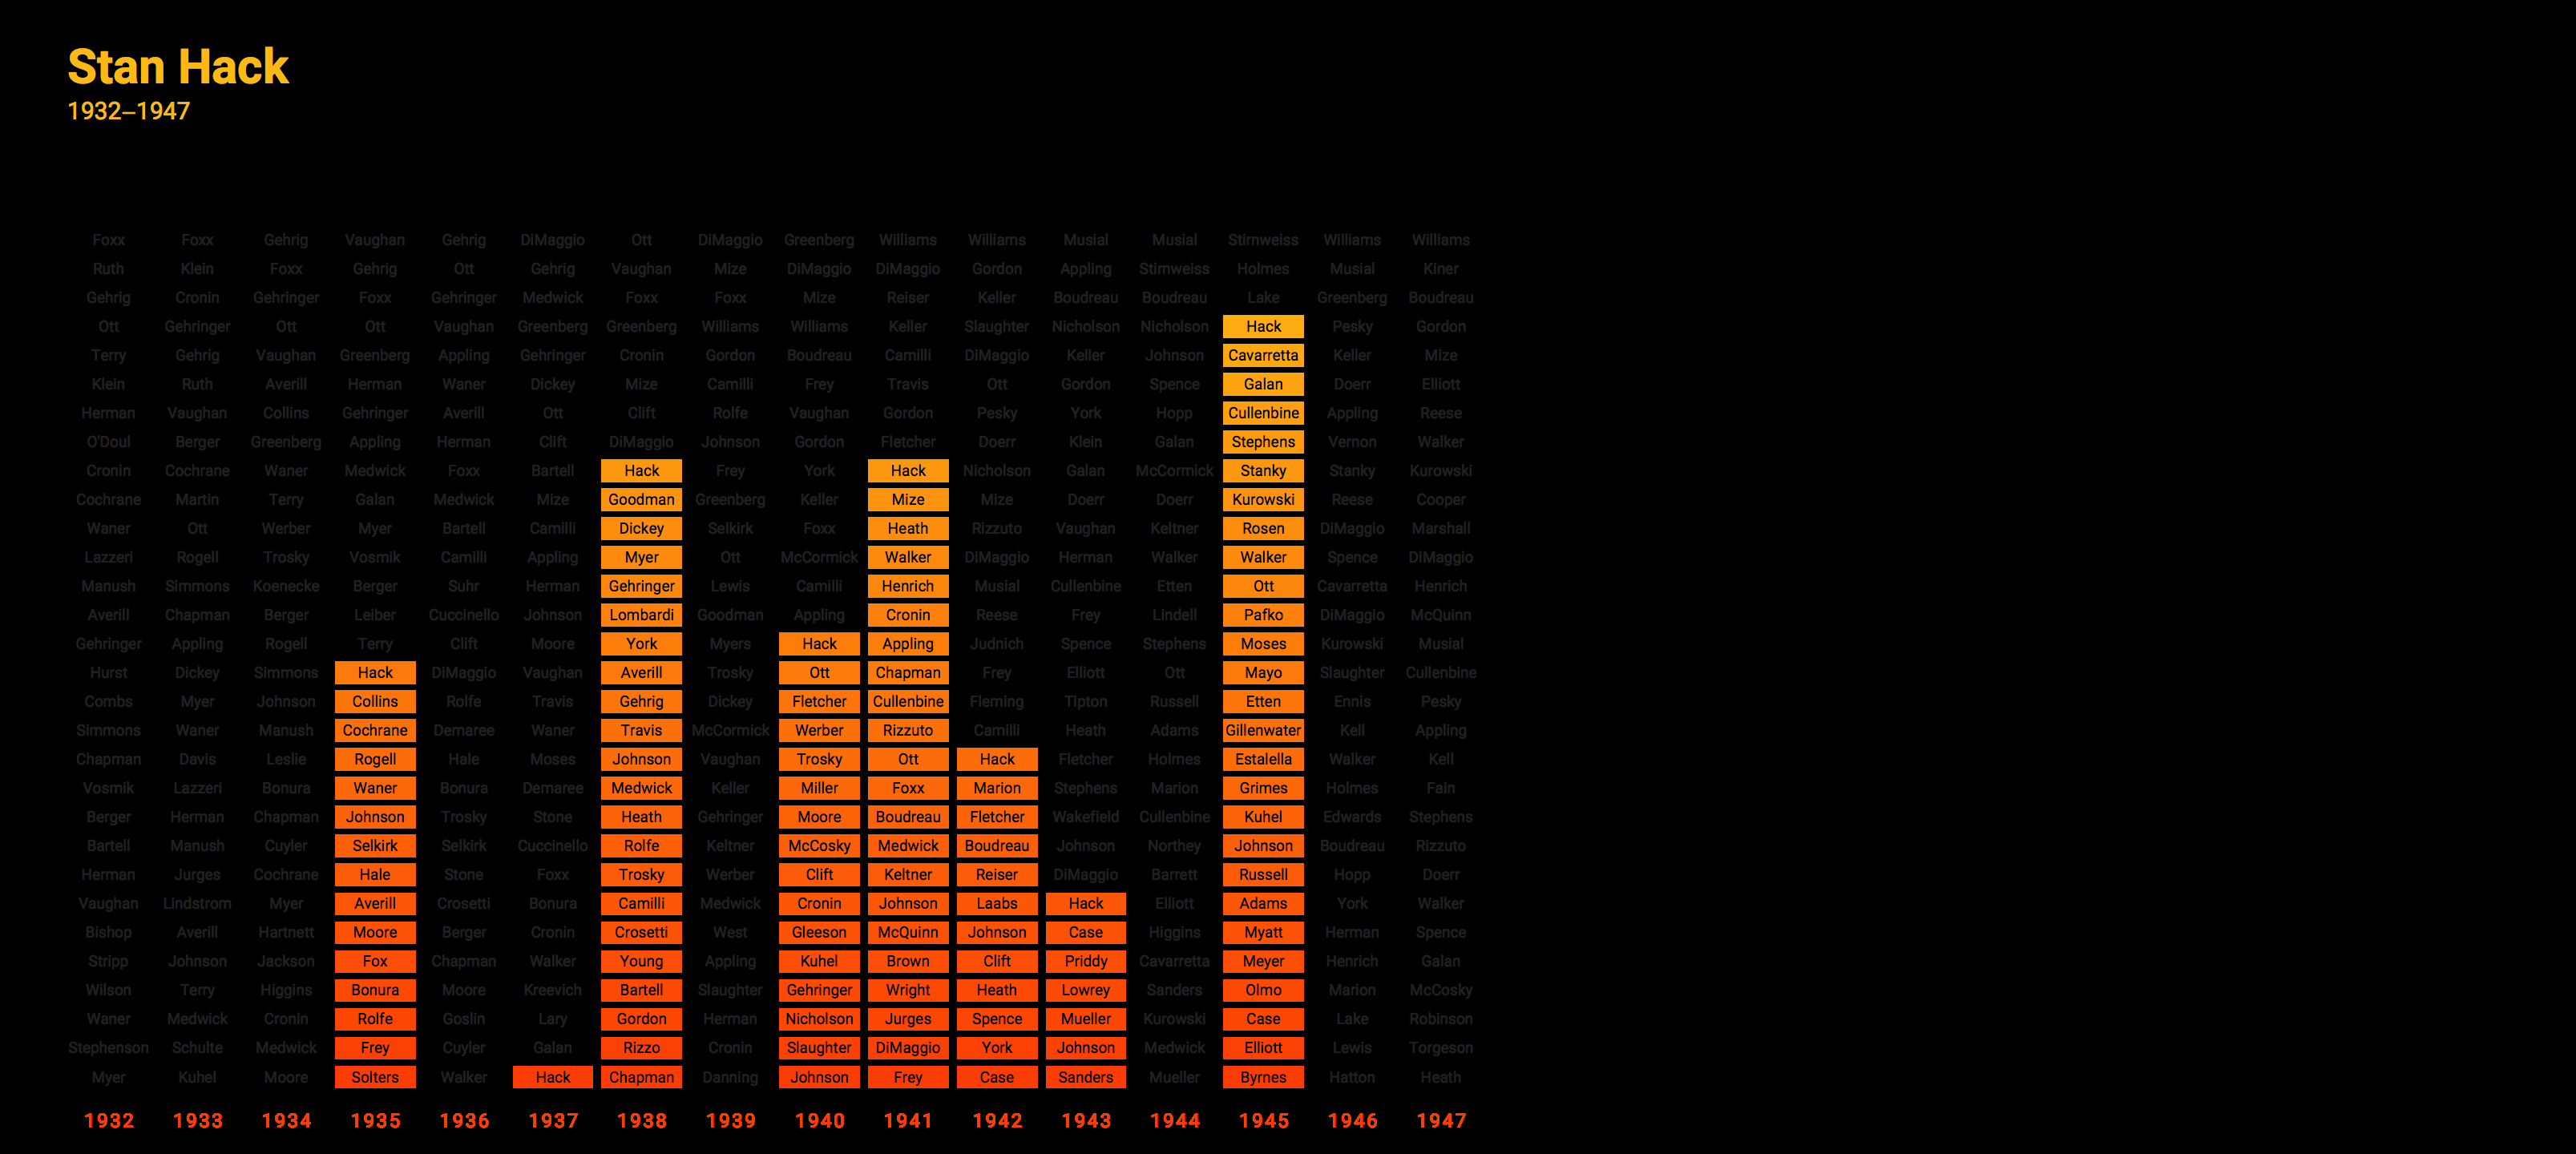 Stan Hack
1932–1947
Foxx Foxx Gehrig Vaughan Gehrig DiMaggio Ott DiMaggio Greenberg Williams Williams Musial Musial Stirnweiss Williams Williams
Ruth Klein Foxx Gehrig Ott Gehrig Vaughan Mize DiMaggio DiMaggio Gordon Appling Stirnweiss Holmes Musial Kiner
Gehrig Cronin Gehringer Foxx Gehringer Medwick Foxx Foxx Mize Reiser Keller Boudreau Boudreau Lake Greenberg Boudreau
Ott Gehringer Ott Ott Vaughan Greenberg Greenberg Williams Williams Keller Slaughter Nicholson Nicholson Hack Pesky Gordon
Terry Gehrig Vaughan Greenberg Appling Gehringer Cronin Gordon Boudreau Camilli DiMaggio Keller Johnson Cavarretta Keller Mize
Klein Ruth Averill Herman Waner Dickey Mize Camilli Frey Travis Ott Gordon Spence Galan Doerr Elliott
Herman Vaughan Collins Gehringer Averill Ott Clift Rolfe Vaughan Gordon Pesky York Hopp Cullenbine Appling Reese
O'Doul Berger Greenberg Appling Herman Clift DiMaggio Johnson Gordon Fletcher Doerr Klein Galan Stephens Vernon Walker
Cronin Cochrane Waner Medwick Foxx Bartell Hack Frey York Hack Nicholson Galan McCormick Stanky Stanky Kurowski
Cochrane Martin Terry Galan Medwick Mize Goodman Greenberg Keller Mize Mize Doerr Doerr Kurowski Reese Cooper
Waner Ott Werber Myer Bartell Camilli Dickey Selkirk Foxx Heath Rizzuto Vaughan Keltner Rosen DiMaggio Marshall
Lazzeri Rogell Trosky Vosmik Camilli Appling Myer Ott McCormick Walker DiMaggio Herman Walker Walker Spence DiMaggio
Manush Simmons Koenecke Berger Suhr Herman Gehringer Lewis Camilli Henrich Musial Cullenbine Etten Ott Cavarretta Henrich
Averill Chapman Berger Leiber Cuccinello Johnson Lombardi Goodman Appling Cronin Reese Frey Lindell Pafko DiMaggio McQuinn
Gehringer Appling Rogell Terry Clift Moore York Myers Hack Appling Judnich Spence Stephens Moses Kurowski Musial
Hurst Dickey Simmons Hack DiMaggio Vaughan Averill Trosky Ott Chapman Frey Elliott Ott Mayo Slaughter Cullenbine
Combs Myer Johnson Collins Rolfe Travis Gehrig Dickey Fletcher Cullenbine Fleming Tipton Russell Etten Ennis Pesky
Simmons Waner Manush Cochrane Demaree Waner Travis McCormick Werber Rizzuto Camilli Heath Adams Gillenwater Kell Appling
Chapman Davis Leslie Rogell Hale Moses Johnson Vaughan Trosky Ott Hack Fletcher Holmes Estalella Walker Kell
Vosmik Lazzeri Bonura Waner Bonura Demaree Medwick Keller Miller Foxx Marion Stephens Marion Grimes Holmes Fain
Berger Herman Chapman Johnson Trosky Stone Heath Gehringer Moore Boudreau Fletcher Wakefield Cullenbine Kuhel Edwards Stephens
Bartell Manush Cuyler Selkirk Selkirk Cuccinello Rolfe Keltner McCosky Medwick Boudreau Johnson Northey Johnson Boudreau Rizzuto
Herman Jurges Cochrane Hale Stone Foxx Trosky Werber Clift Keltner Reiser DiMaggio Barrett Russell Hopp Doerr
Vaughan Lindstrom Myer Averill Crosetti Bonura Camilli Medwick Cronin Johnson Laabs Hack Elliott Adams York Walker
Bishop Averill Hartnett Moore Berger Cronin Crosetti West Gleeson McQuinn Johnson Case Higgins Myatt Herman Spence
Stripp Johnson Jackson Fox Chapman Walker Young Appling Kuhel Brown Clift Priddy Cavarretta Meyer Henrich Galan
Wilson Terry Higgins Bonura Moore Kreevich Bartell Slaughter Gehringer Wright Heath Lowrey Sanders Olmo Marion McCosky
Waner Medwick Cronin Rolfe Goslin Lary Gordon Herman Nicholson Jurges Spence Mueller Kurowski Case Lake Robinson
Stephenson Schulte Medwick Frey Cuyler Galan Rizzo Cronin Slaughter DiMaggio York Johnson Medwick Elliott Lewis Torgeson
Myer Kuhel Moore Solters Walker Hack Chapman Danning Johnson Frey Case Sanders Mueller Byrnes Hatton Heath
1932 1933 1934 1935 1936 1937 1938 1939 1940 1941 1942 1943 1944 1945 1946 1947